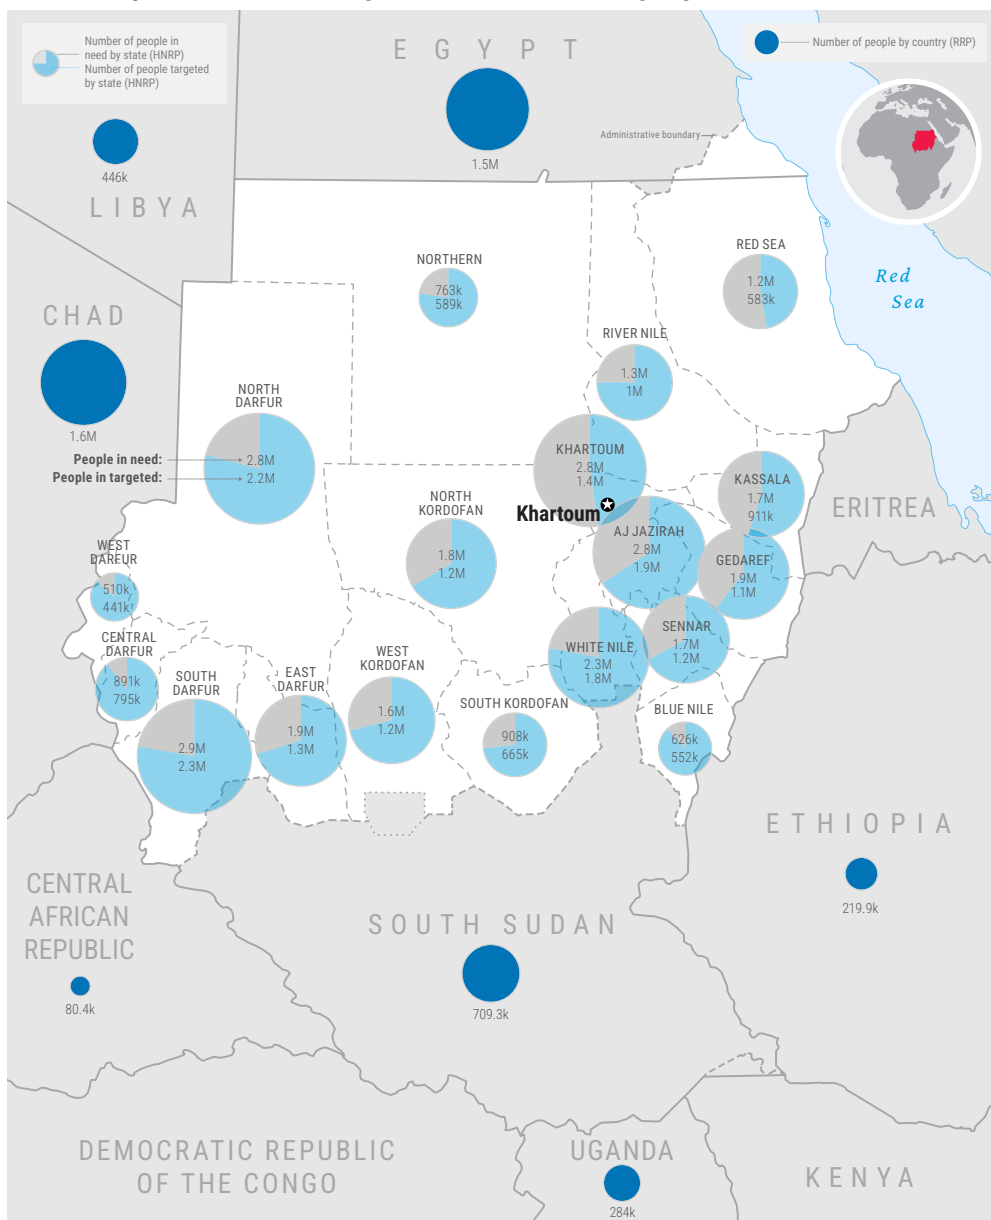 Number of people in
need by state (HNRP)
Number of people targeted
by state (HNRP)
EGYPT
Number of people by country (RRP)
1.5M
Administrative boundary
446k
LIBYA
NORTHERN
763k
589k
RED SEA
1.2M
583k
Red
Sea
CHAD
1.6M
RIVER NILE
1.3M
1M
NORTH
DARFUR
People in need:
2.8M
People in targeted:
2.2M
KHARTOUM
2.8M
1.4M
Khartoum
KASSALA
1.7M
911k
ERITREA
NORTH
KORDOFAN
1.8M
1.2M
AJ JAZIRAH
2.8M
1.9M
GEDAREF
1.9M
1.1M
WEST
DARFUR
510k
441k
CENTRAL
DARFUR
891k
795k
SOUTH
DARFUR
2.9M
2.3M
EAST
DARFUR
1.9M
1.3M
WEST
KORDOFAN
1.6M
1.2M
SOUTH KORDOFAN
908k
665k
WHITE NILE
2.3M
1.8M
SENNAR
1.7M
1.2M
BLUE NILE
626k
552k
ETHIOPIA
219.9k
CENTRAL
AFRICAN
REPUBLIC
80.4k
SOUTH SUDAN
709.3k
DEMOCRATIC REPUBLIC
OF THE CONGO
UGANDA
284k
KENYA